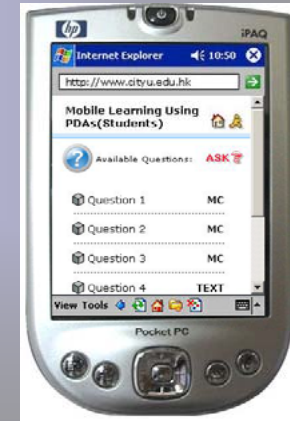 hp
iPAQ
Internet Explorer 10:50
http://www.cityu.edu.hk
Mobile Learning Using
PDAs(Students)
Available Questions: ASK
Question 1 MC
Question 2 MC
Question 3 MC
Question 4 TEXT
View Tools
Pocket PC